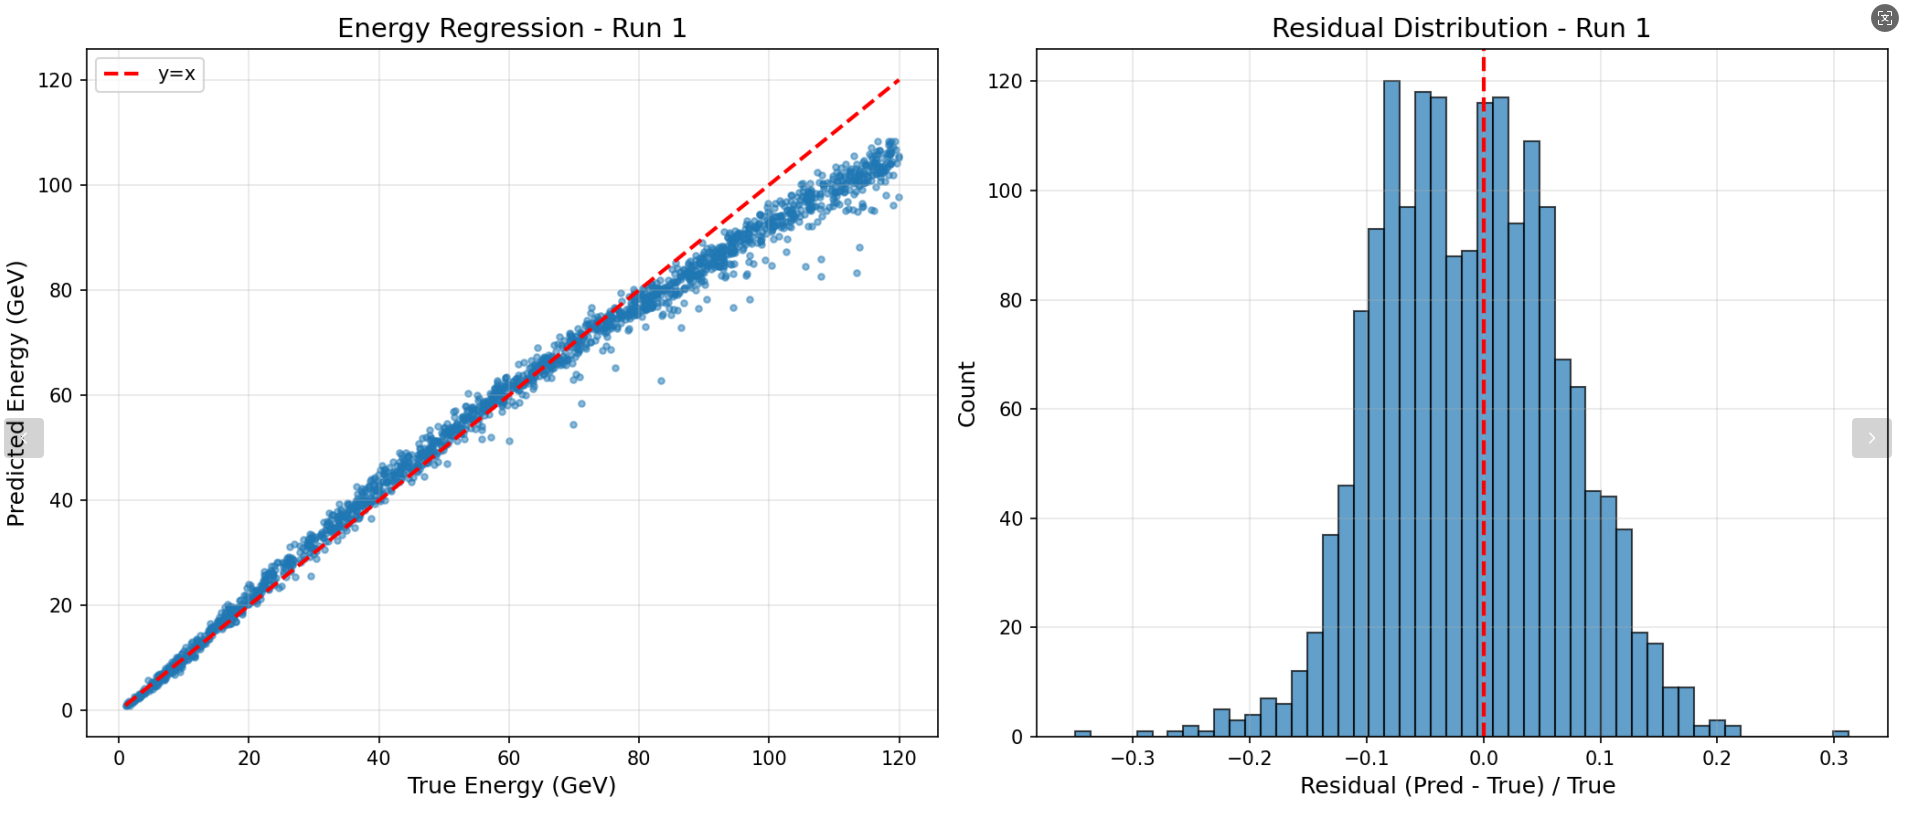 Energy Regression - Run 1
y=x
120
100
80
60
40
20
0
0 20 40 60 80 100 120
True Energy (GeV)
Predicted Energy (GeV)
Residual Distribution - Run 1
120
100
80
60
40
20
0
−0.3 −0.2 −0.1 0.0 0.1 0.2 0.3
Residual (Pred - True) / True
Count